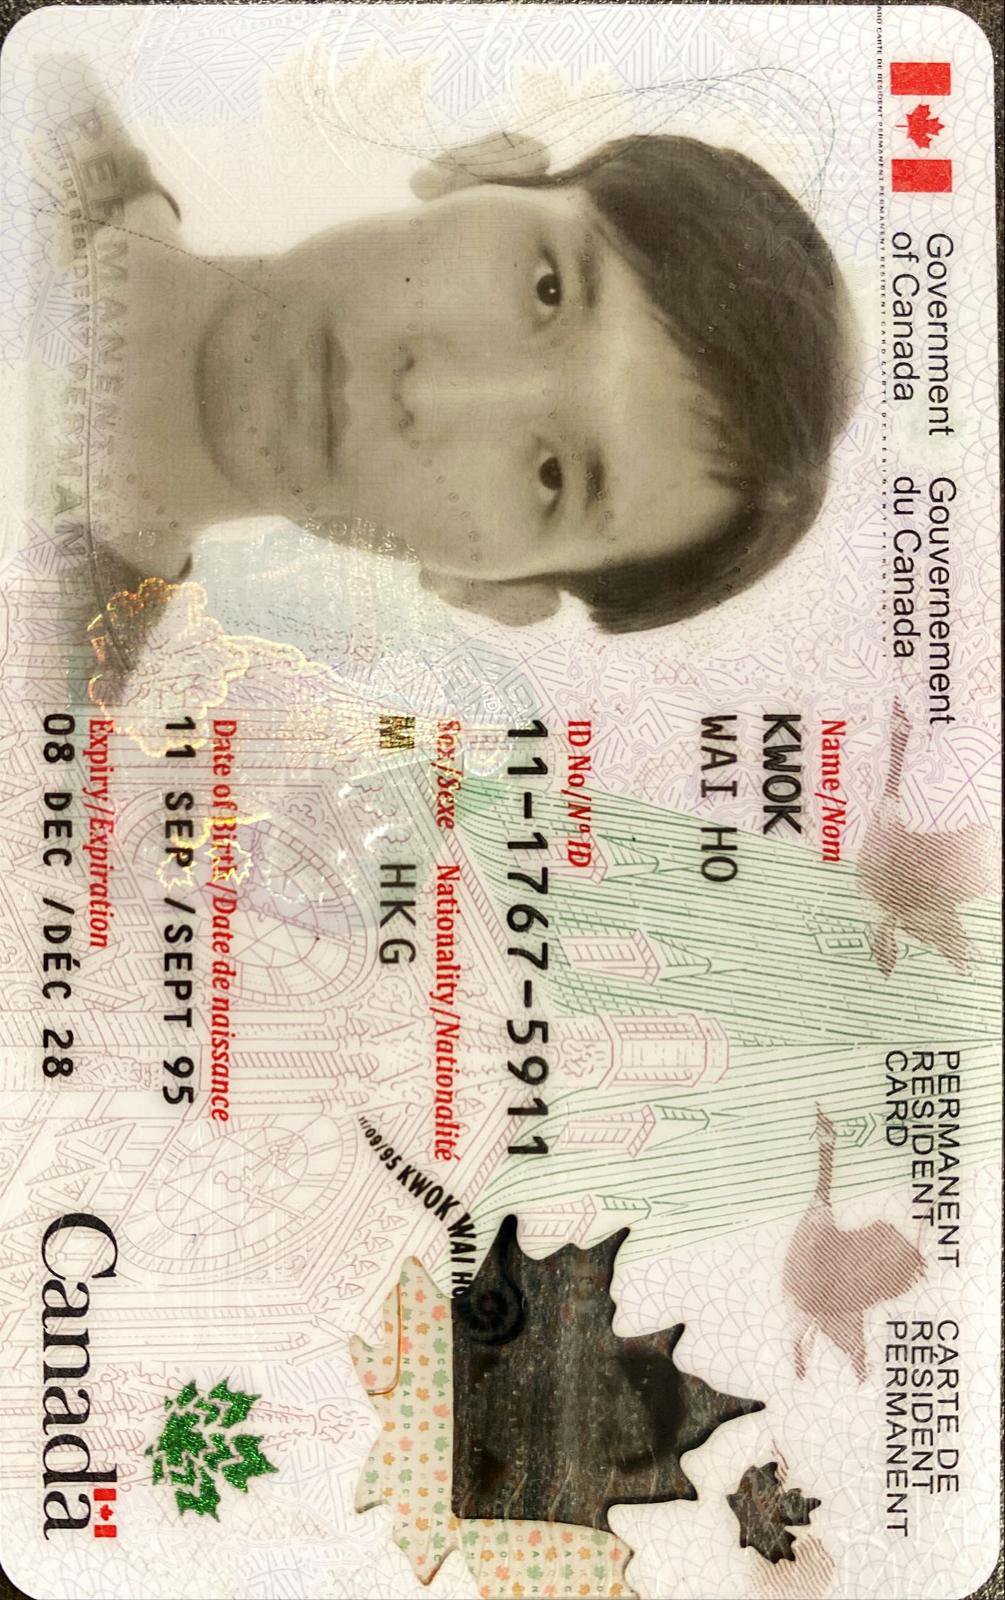 Government of Canada
Gouvernement du Canada
PERMANENT RESIDENT CARD
CARTE DE RÉSIDENT PERMANENT
Name/Nom
KWOK
WAI HO
ID No/Nº ID
11-1767-5911
Sex/Sexe Nationality/Nationalité
M HKG
Date of Birth/Date de naissance
11 SEP /SEPT 95
Expiry/Expiration
08 DEC /DÉC 28
11/09/95 KWOK WAI HO
Canada